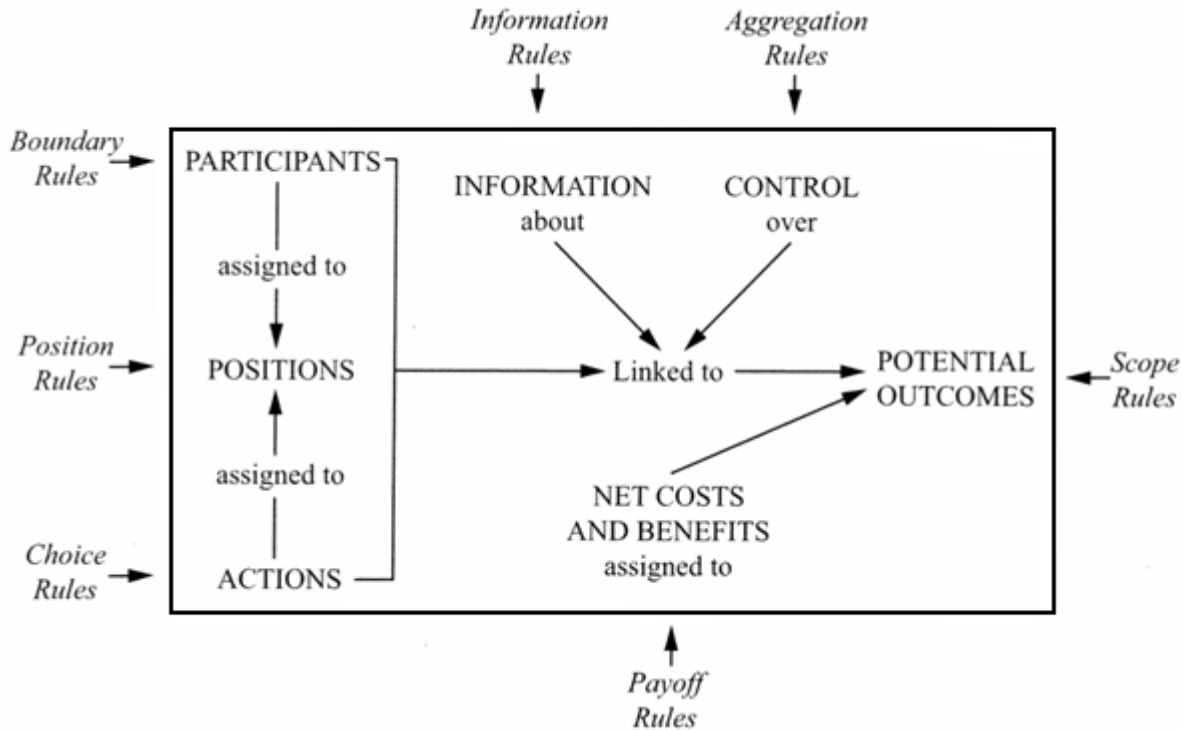 Information
Rules
Aggregation
Rules
Boundary
Rules
PARTICIPANTS
INFORMATION
about
CONTROL
over
assigned to
Position
Rules
POSITIONS
Linked to
POTENTIAL
OUTCOMES
Scope
Rules
assigned to
NET COSTS
AND BENEFITS
assigned to
Choice
Rules
ACTIONS
Payoff
Rules